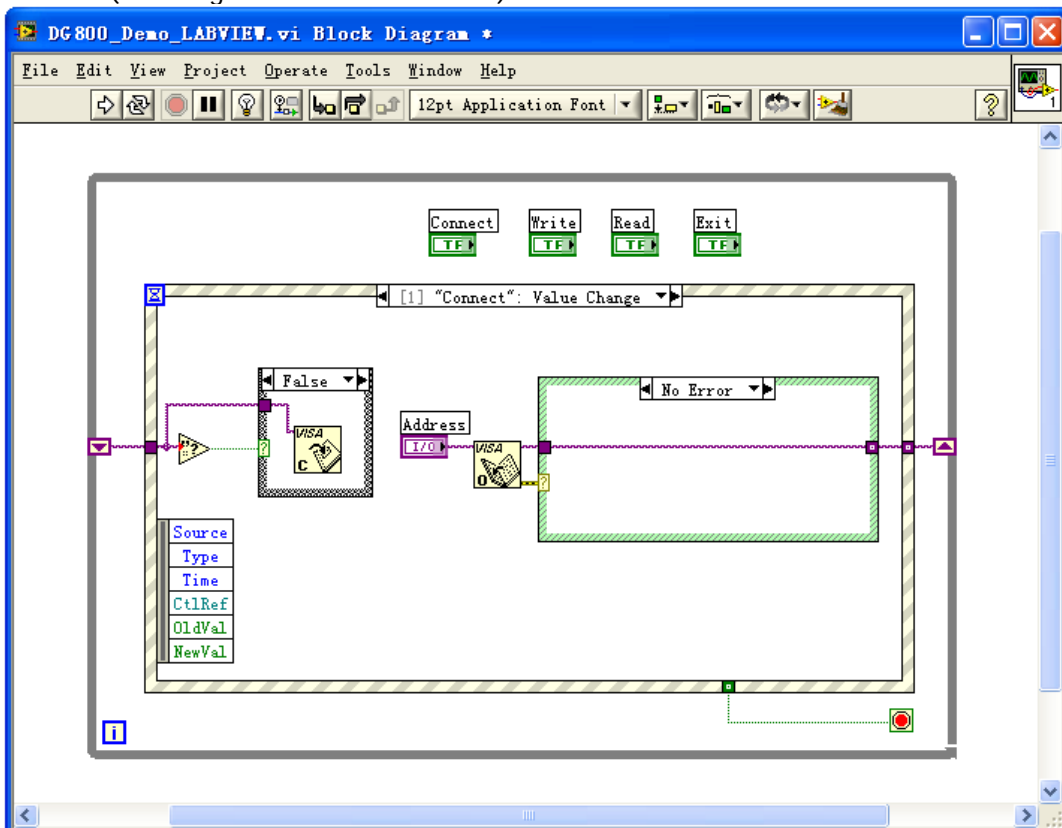 DG800_Demo_LABVIEW.vi Block Diagram *
File Edit View Project Operate Tools Window Help
12pt Application Font
1
Connect Write Read Exit
TF TF TF TF
[1] "Connect": Value Change
False
No Error
Address
I/O
VISA
C
VISA
O
?
?
?
Source
Type
Time
CtlRef
OldVal
NewVal
i